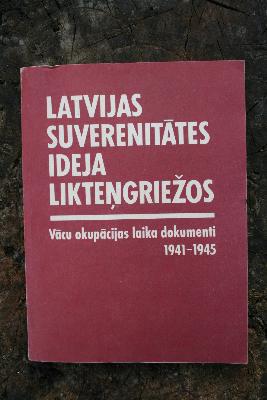 LATVIJAS
SUVERENITĀTES
IDEJA
LIKTEŅGRIEŽOS
Vācu okupācijas laika dokumenti
1941–1945